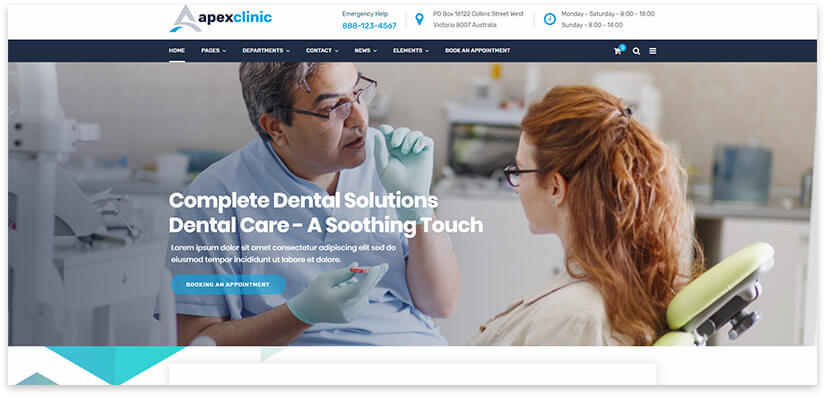 apexclinic
Emergency Help
888-123-4567
PO Box 16122 Collins Street West
Victoria 8007 Australia
Monday - Saturday - 8:00 - 18:00
Sunday - 8:00 - 14:00
HOME PAGES DEPARTMENTS CONTACT NEWS ELEMENTS BOOK AN APPOINTMENT
0
Complete Dental Solutions
Dental Care - A Soothing Touch
Lorem ipsum dolor sit amet consectetur adipiscing elit sed do
eiusmod tempor incididunt ut labore et dolore.
BOOKING AN APPOINTMENT